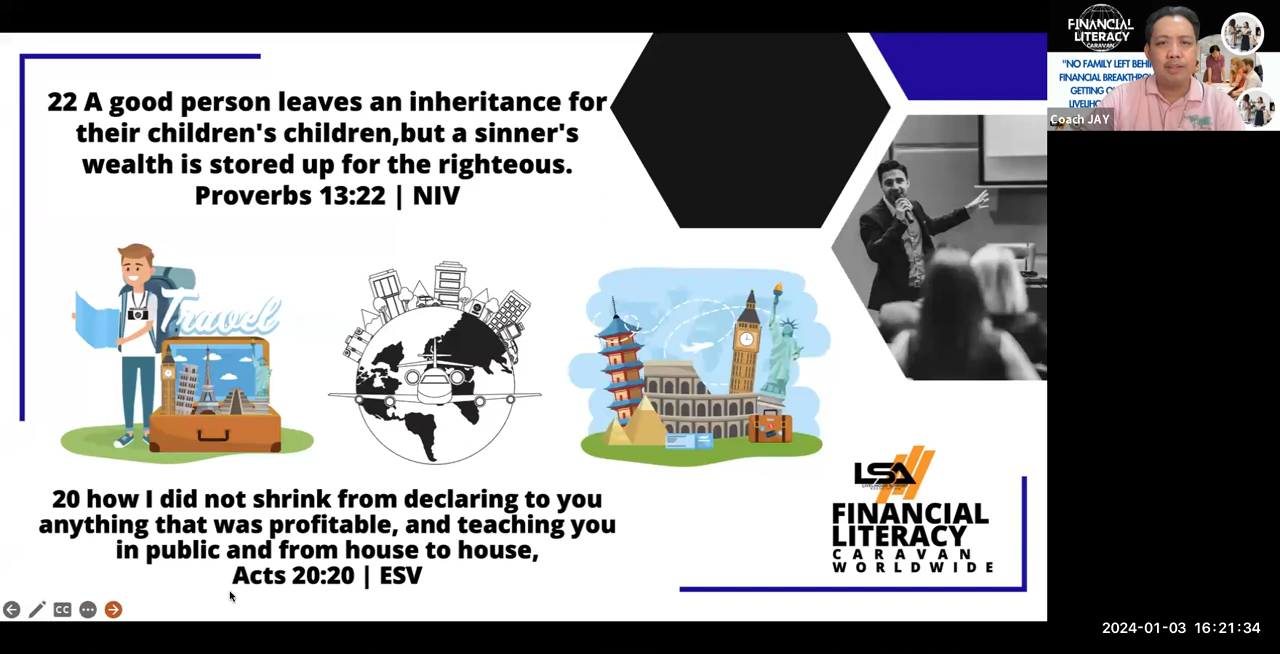 22 A good person leaves an inheritance for
their children's children,but a sinner's
wealth is stored up for the righteous.
Proverbs 13:22 | NIV
Travel
20 how I did not shrink from declaring to you
anything that was profitable, and teaching you
in public and from house to house,
Acts 20:20 | ESV
LSA
FINANCIAL
LITERACY
CARAVAN
WORLDWIDE
CC
FINANCIAL
LITERACY
CARAVAN
"NO FAMILY LEFT
FINANCIAL
GETTING
Coach JAY
2024-01-03 16:21:34